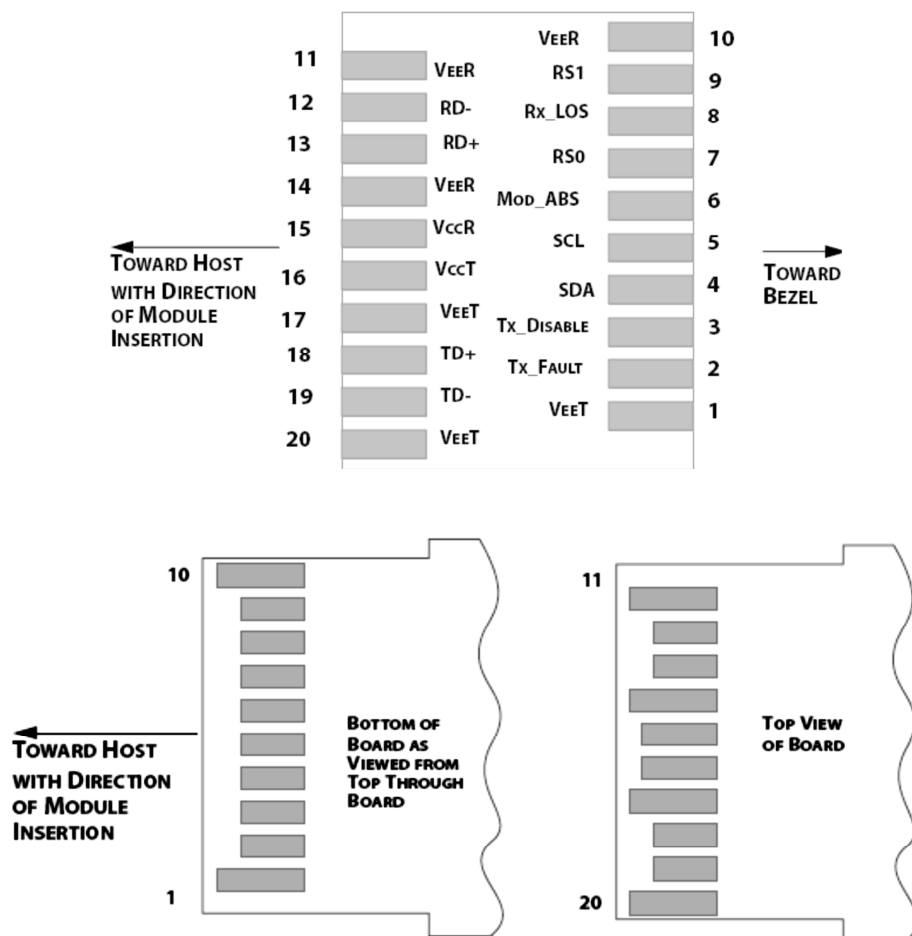 VEER 10
11 VEER
RS1 9
12 RD-
RX_LOS 8
13 RD+
RS0 7
14 VEER
MOD_ABS 6
15 VCCR
SCL 5
16 VCCT
SDA 4
17 VEET
TX_DISABLE 3
18 TD+
TX_FAULT 2
19 TD-
VEET 1
20 VEET
TOWARD HOST
WITH DIRECTION
OF MODULE
INSERTION
TOWARD
BEZEL
10
1
TOWARD HOST
WITH DIRECTION
OF MODULE
INSERTION
BOTTOM OF
BOARD AS
VIEWED FROM
TOP THROUGH
BOARD
11
20
TOP VIEW
OF BOARD